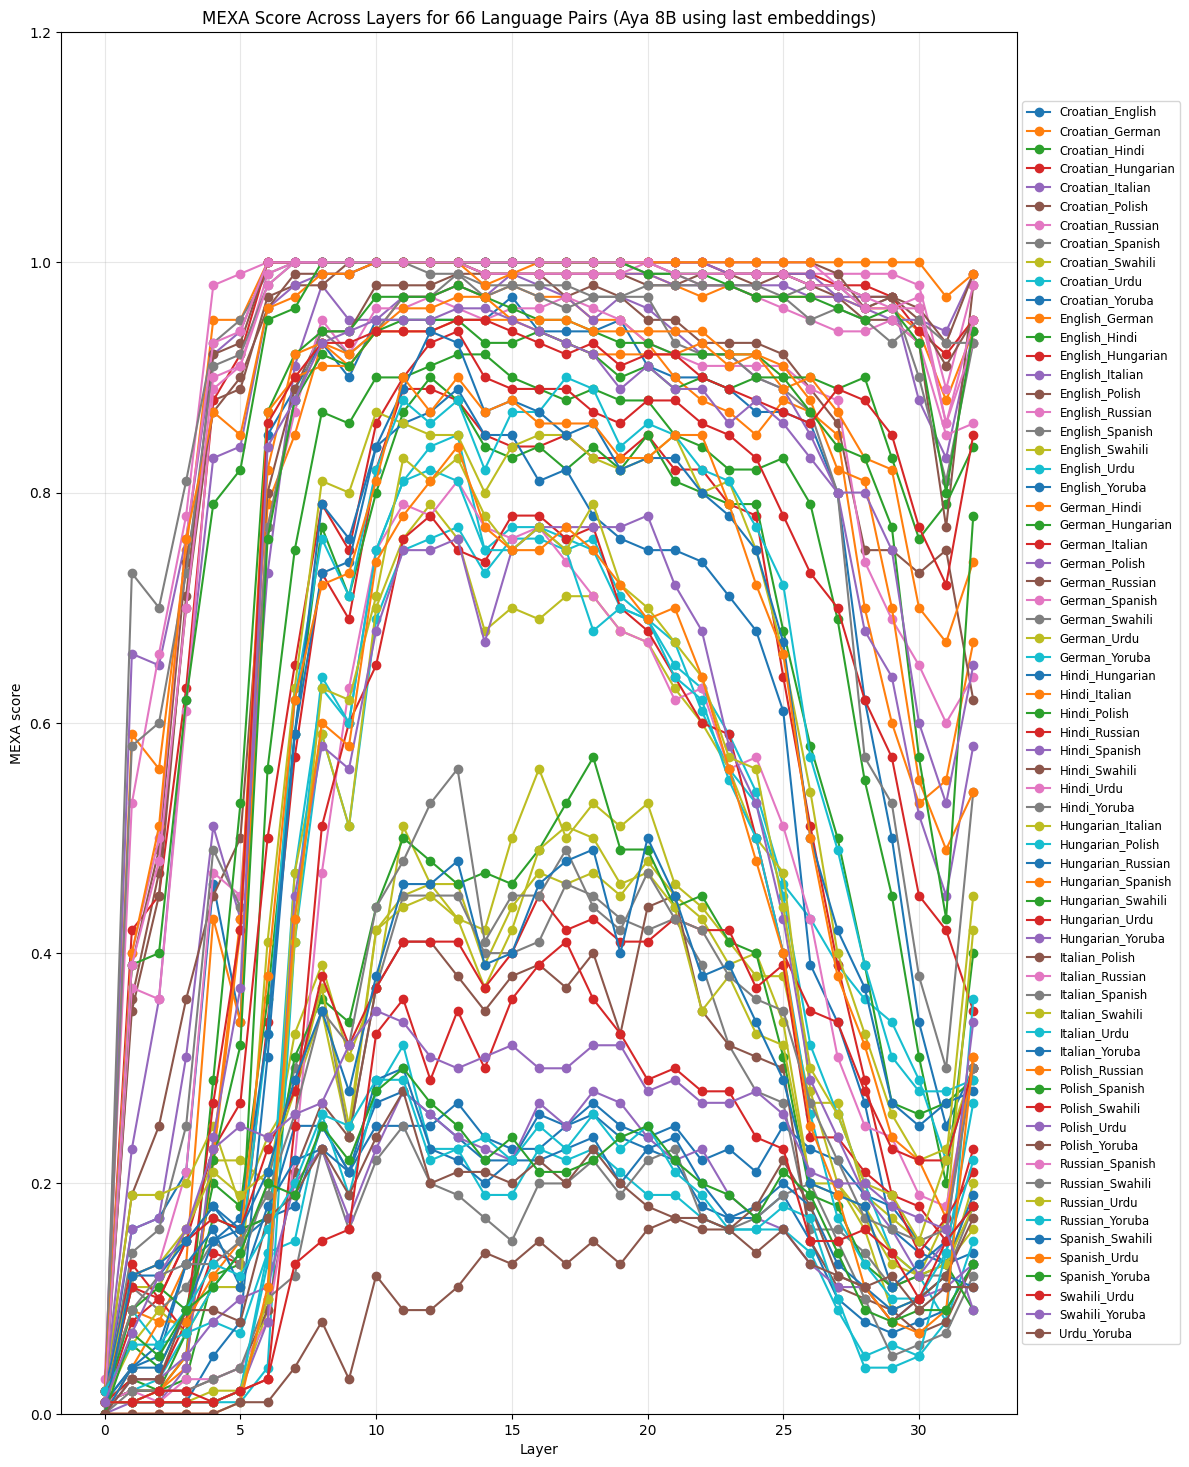 MEXA Score Across Layers for 66 Language Pairs (Aya 8B using last embeddings)
1.2
1.0
0.8
0.6
0.4
0.2
0.0
MEXA score
0
5
10
15
20
25
30
Layer
Croatian_English
Croatian_German
Croatian_Hindi
Croatian_Hungarian
Croatian_Italian
Croatian_Polish
Croatian_Russian
Croatian_Spanish
Croatian_Swahili
Croatian_Urdu
Croatian_Yoruba
English_German
English_Hindi
English_Hungarian
English_Italian
English_Polish
English_Russian
English_Spanish
English_Swahili
English_Urdu
English_Yoruba
German_Hindi
German_Hungarian
German_Italian
German_Polish
German_Russian
German_Spanish
German_Swahili
German_Urdu
German_Yoruba
Hindi_Hungarian
Hindi_Italian
Hindi_Polish
Hindi_Russian
Hindi_Spanish
Hindi_Swahili
Hindi_Urdu
Hindi_Yoruba
Hungarian_Italian
Hungarian_Polish
Hungarian_Russian
Hungarian_Spanish
Hungarian_Swahili
Hungarian_Urdu
Hungarian_Yoruba
Italian_Polish
Italian_Russian
Italian_Spanish
Italian_Swahili
Italian_Urdu
Italian_Yoruba
Polish_Russian
Polish_Spanish
Polish_Swahili
Polish_Urdu
Polish_Yoruba
Russian_Spanish
Russian_Swahili
Russian_Urdu
Russian_Yoruba
Spanish_Swahili
Spanish_Urdu
Spanish_Yoruba
Swahili_Urdu
Swahili_Yoruba
Urdu_Yoruba